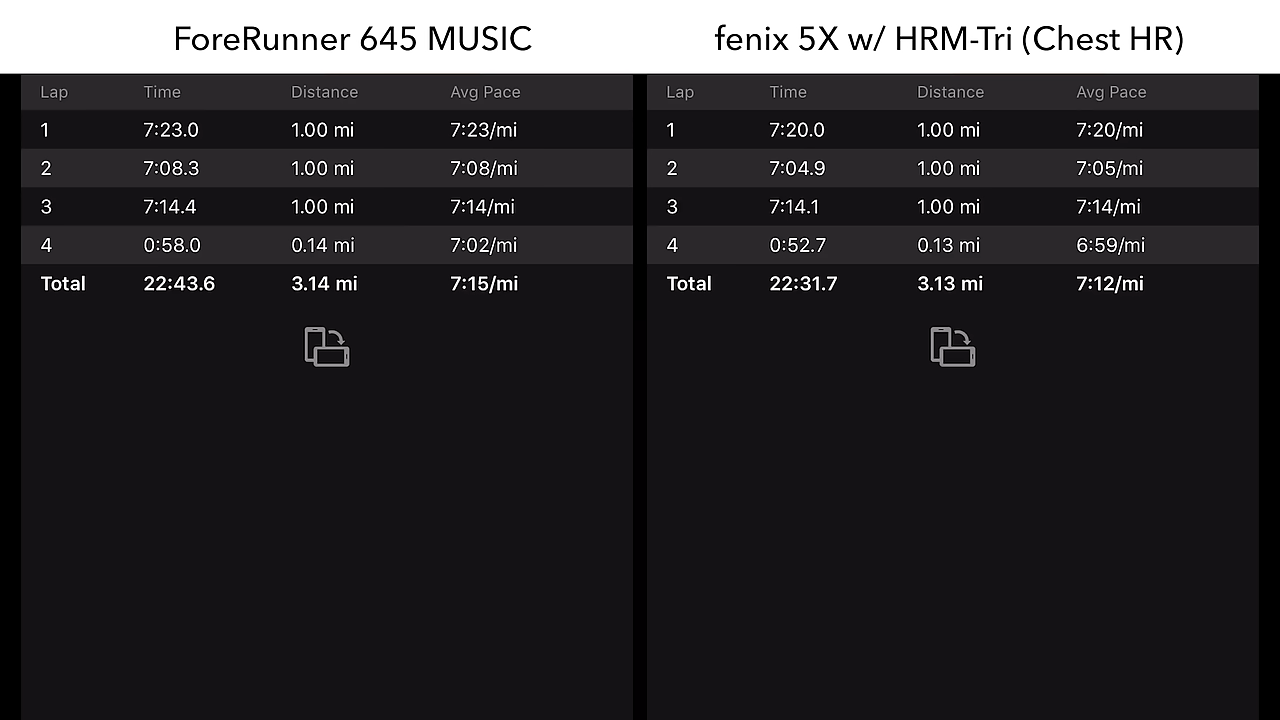 ForeRunner 645 MUSIC
Lap Time Distance Avg Pace
1 7:23.0 1.00 mi 7:23/mi
2 7:08.3 1.00 mi 7:08/mi
3 7:14.4 1.00 mi 7:14/mi
4 0:58.0 0.14 mi 7:02/mi
Total 22:43.6 3.14 mi 7:15/mi
fenix 5X w/ HRM-Tri (Chest HR)
Lap Time Distance Avg Pace
1 7:20.0 1.00 mi 7:20/mi
2 7:04.9 1.00 mi 7:05/mi
3 7:14.1 1.00 mi 7:14/mi
4 0:52.7 0.13 mi 6:59/mi
Total 22:31.7 3.13 mi 7:12/mi